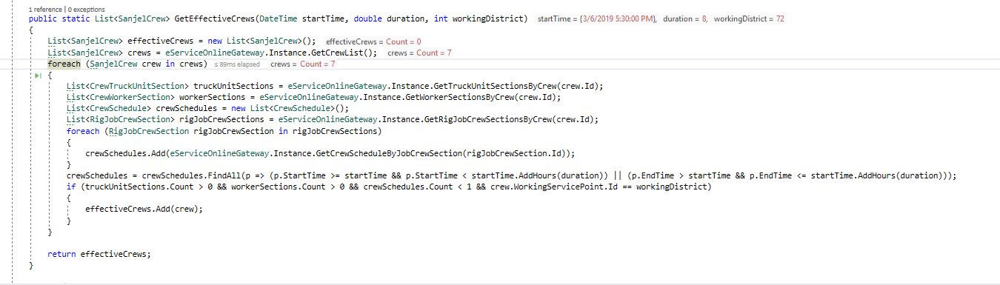 1 reference | 0 exceptions
public static List<SanjelCrew> GetEffectiveCrews(DateTime startTime, double duration, int workingDistrict) startTime = {3/6/2019 5:30:00 PM}, duration = 8, workingDistrict = 72
{
List<SanjelCrew> effectiveCrews = new List<SanjelCrew>(); effectiveCrews = Count = 0
List<SanjelCrew> crews = eServiceOnlineGateway.Instance.GetCrewList(); crews = Count = 7
foreach (SanjelCrew crew in crews) ≤ 89ms elapsed crews = Count = 7
{
List<CrewTruckUnitSection> truckUnitSections = eServiceOnlineGateway.Instance.GetTruckUnitSectionsByCrew(crew.Id);
List<CrewWorkerSection> workerSections = eServiceOnlineGateway.Instance.GetWorkerSectionsByCrew(crew.Id);
List<CrewSchedule> crewSchedules = new List<CrewSchedule>();
List<RigJobCrewSection> rigJobCrewSections = eServiceOnlineGateway.Instance.GetRigJobCrewSectionsByCrew(crew.Id);
foreach (RigJobCrewSection rigJobCrewSection in rigJobCrewSections)
{
crewSchedules.Add(eServiceOnlineGateway.Instance.GetCrewScheduleByJobCrewSection(rigJobCrewSection.Id));
}
crewSchedules = crewSchedules.FindAll(p => (p.StartTime >= startTime && p.StartTime < startTime.AddHours(duration)) || (p.EndTime > startTime && p.EndTime <= startTime.AddHours(duration)));
if (truckUnitSections.Count > 0 && workerSections.Count > 0 && crewSchedules.Count < 1 && crew.WorkingServicePoint.Id == workingDistrict)
{
effectiveCrews.Add(crew);
}
}
return effectiveCrews;
}